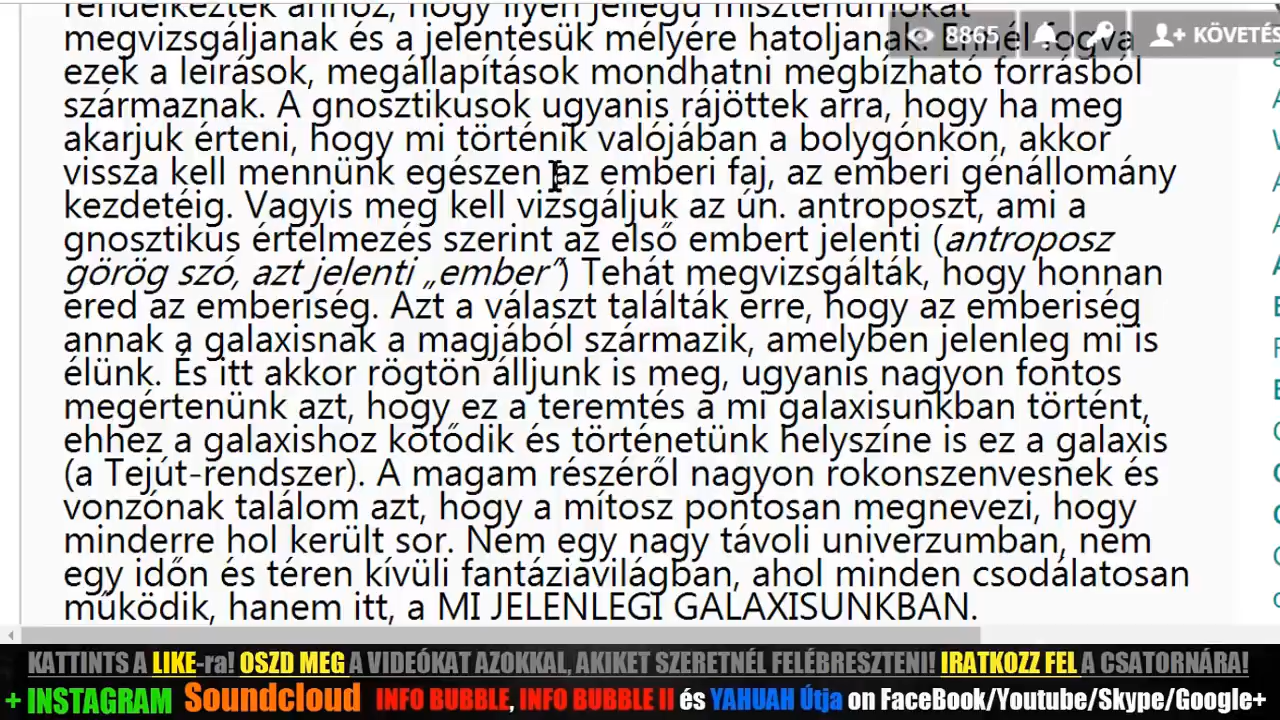 rendelkeztek ahhoz, hogy ilyen jellegű misztériumokat
megvizsgáljanak és a jelentésük mélyére hatoljanak. Ennél fogva
ezek a leírások, megállapítások mondhatni megbízható forrásból
származnak. A gnosztikusok ugyanis rájöttek arra, hogy ha meg
akarjuk érteni, hogy mi történik valójában a bolygónkon, akkor
vissza kell mennünk egészen az emberi faj, az emberi génállomány
kezdetéig. Vagyis meg kell vizsgáljuk az ún. antroposzt, ami a
gnosztikus értelmezés szerint az első embert jelenti (antroposz
görög szó, azt jelenti „ember”) Tehát megvizsgálták, hogy honnan
ered az emberiség. Azt a választ találták erre, hogy az emberiség
annak a galaxisnak a magjából származik, amelyben jelenleg mi is
élünk. És itt akkor rögtön álljunk is meg, ugyanis nagyon fontos
megértenünk azt, hogy ez a teremtés a mi galaxisunkban történt,
ehhez a galaxishoz kötődik és történetünk helyszíne is ez a galaxis
(a Tejút-rendszer). A magam részéről nagyon rokonszenvesnek és
vonzónak találom azt, hogy a mítosz pontosan megnevezi, hogy
minderre hol került sor. Nem egy nagy távoli univerzumban, nem
egy időn és téren kívüli fantáziavilágban, ahol minden csodálatosan
működik, hanem itt, a MI JELENLEGI GALAXISUNKBAN.
8865 KÖVETÉS
KATTINTS A LIKE-ra! OSZD MEG A VIDEÓKAT AZOKKAL, AKIKET SZERETNÉL FELÉBRESZTENI! IRATKOZZ FEL A CSATORNÁRA!
+ INSTAGRAM Soundcloud INFO BUBBLE, INFO BUBBLE II és YAHUAH Útja on FaceBook/Youtube/Skype/Google+